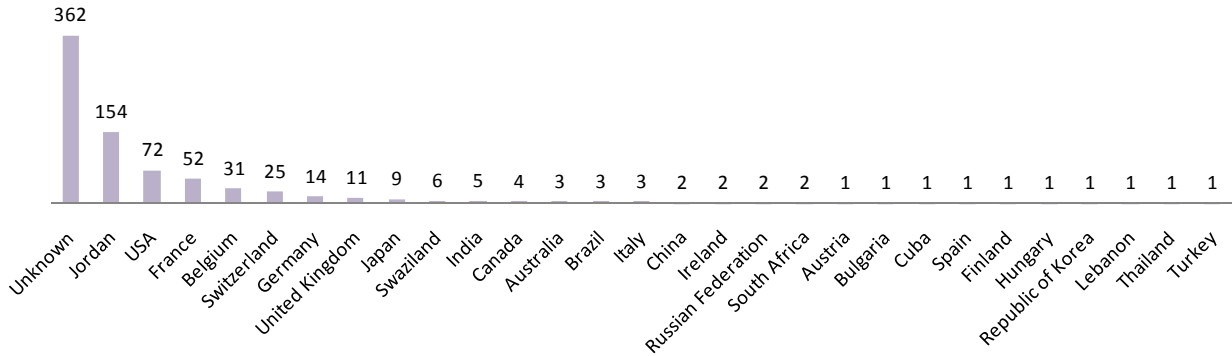 362
154
72
52
31
25
14
11
9
6
5
4
3
3
3
2
2
2
2
1
1
1
1
1
1
1
1
1
1
Unknown
Jordan
USA
France
Belgium
Switzerland
Germany
United Kingdom
Japan
Swaziland
India
Canada
Australia
Brazil
Italy
China
Ireland
Russian Federation
South Africa
Austria
Bulgaria
Cuba
Spain
Finland
Hungary
Republic of Korea
Lebanon
Thailand
Turkey